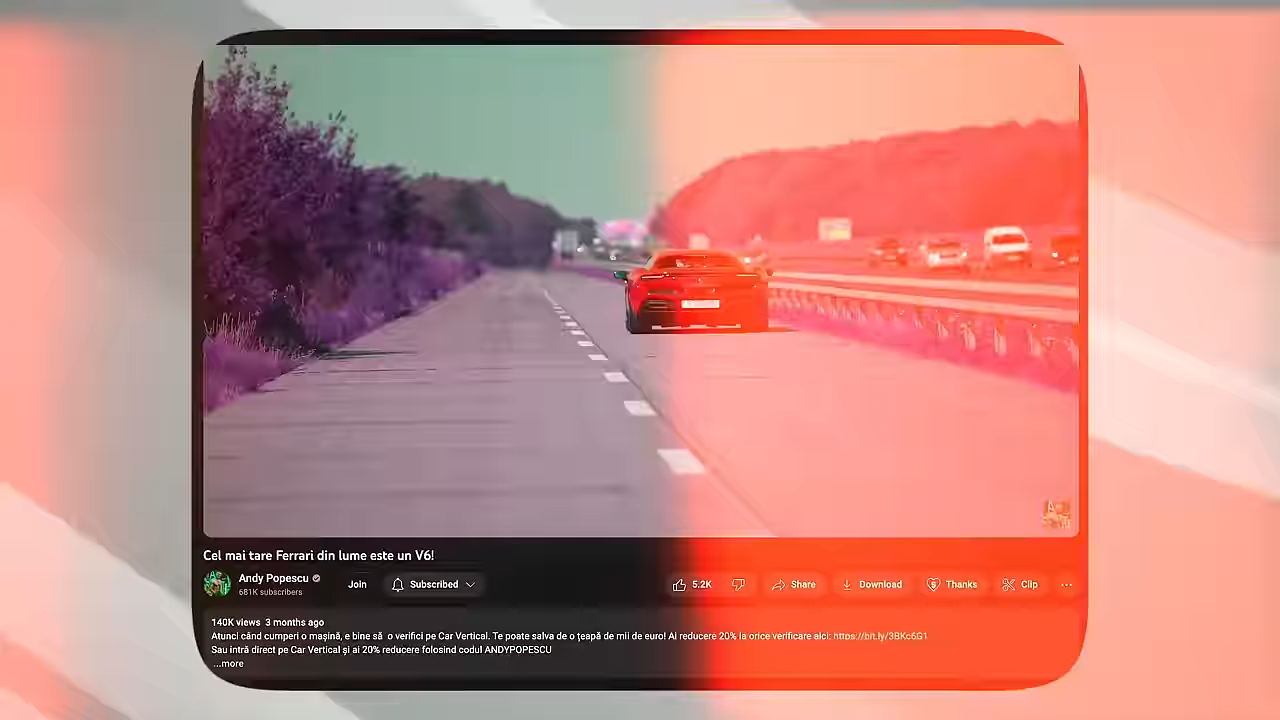 Cel mai tare Ferrari din lume este un V6!
Andy Popescu
681K subscribers
Join
Subscribed
5.2K
Share
Download
Thanks
Clip
140K views 3 months ago
Atunci când cumperi o mașină, e bine să o verifici pe Car Vertical. Te poate salva de o țeapă de mii de euro! Ai reducere 20% la orice verificare aici: https://bit.ly/3BKc6G1
Sau intră direct pe Car Vertical și ai 20% reducere folosind codul ANDYPOPESCU
...more